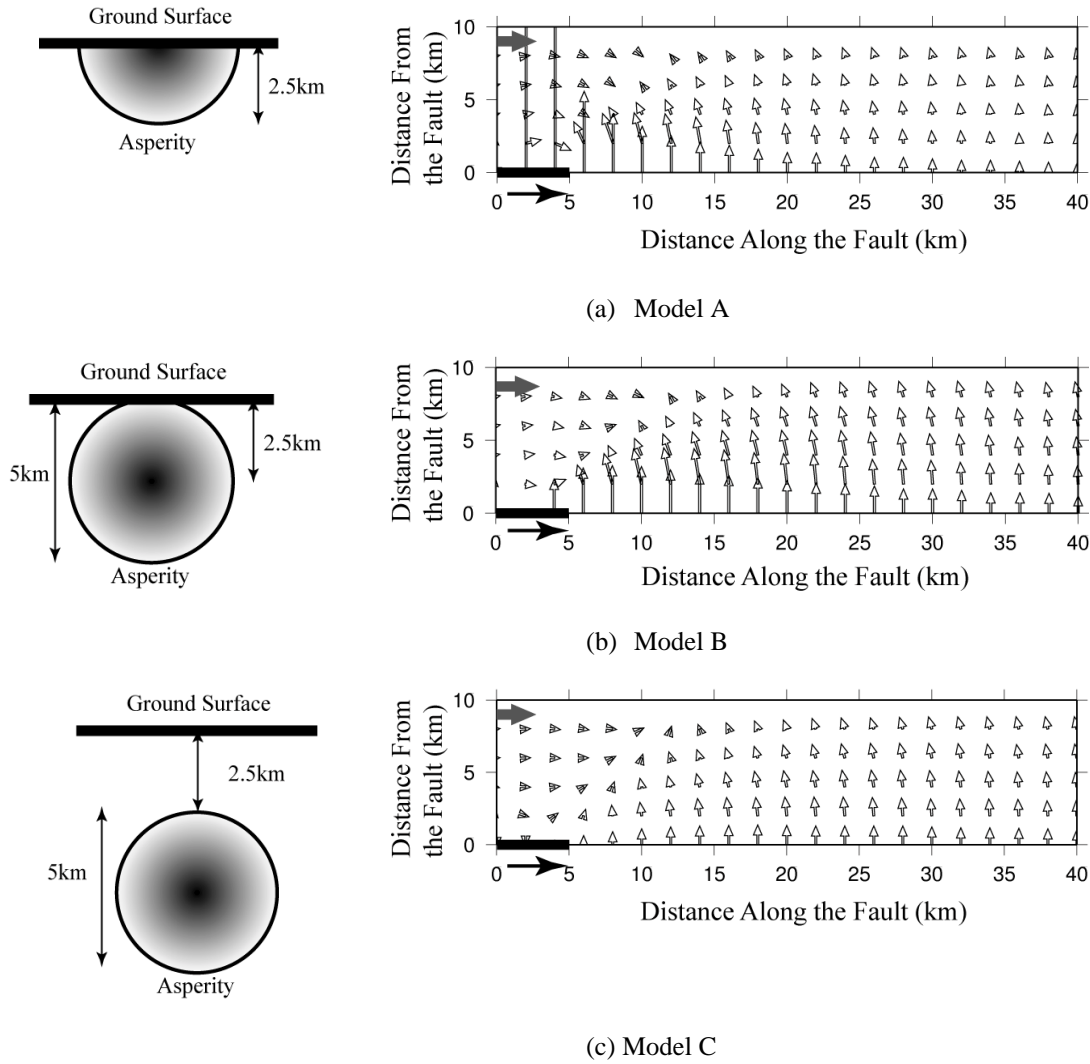 Ground Surface
2.5km
Asperity
Distance From
the Fault (km)
10
5
0
0 5 10 15 20 25 30 35 40
Distance Along the Fault (km)
(a) Model A
Ground Surface
5km
2.5km
Asperity
Distance From
the Fault (km)
10
5
0
0 5 10 15 20 25 30 35 40
Distance Along the Fault (km)
(b) Model B
Ground Surface
2.5km
5km
Asperity
Distance From
the Fault (km)
10
5
0
0 5 10 15 20 25 30 35 40
Distance Along the Fault (km)
(c) Model C